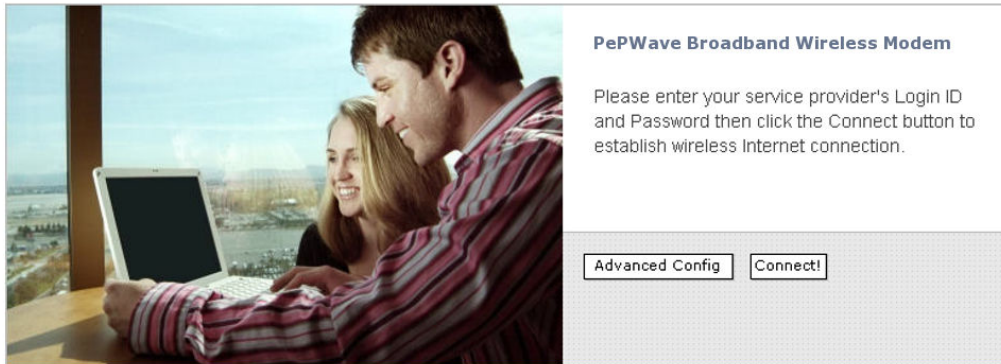 PePWave Broadband Wireless Modem
Please enter your service provider's Login ID
and Password then click the Connect button to
establish wireless Internet connection.
Advanced Config
Connect!